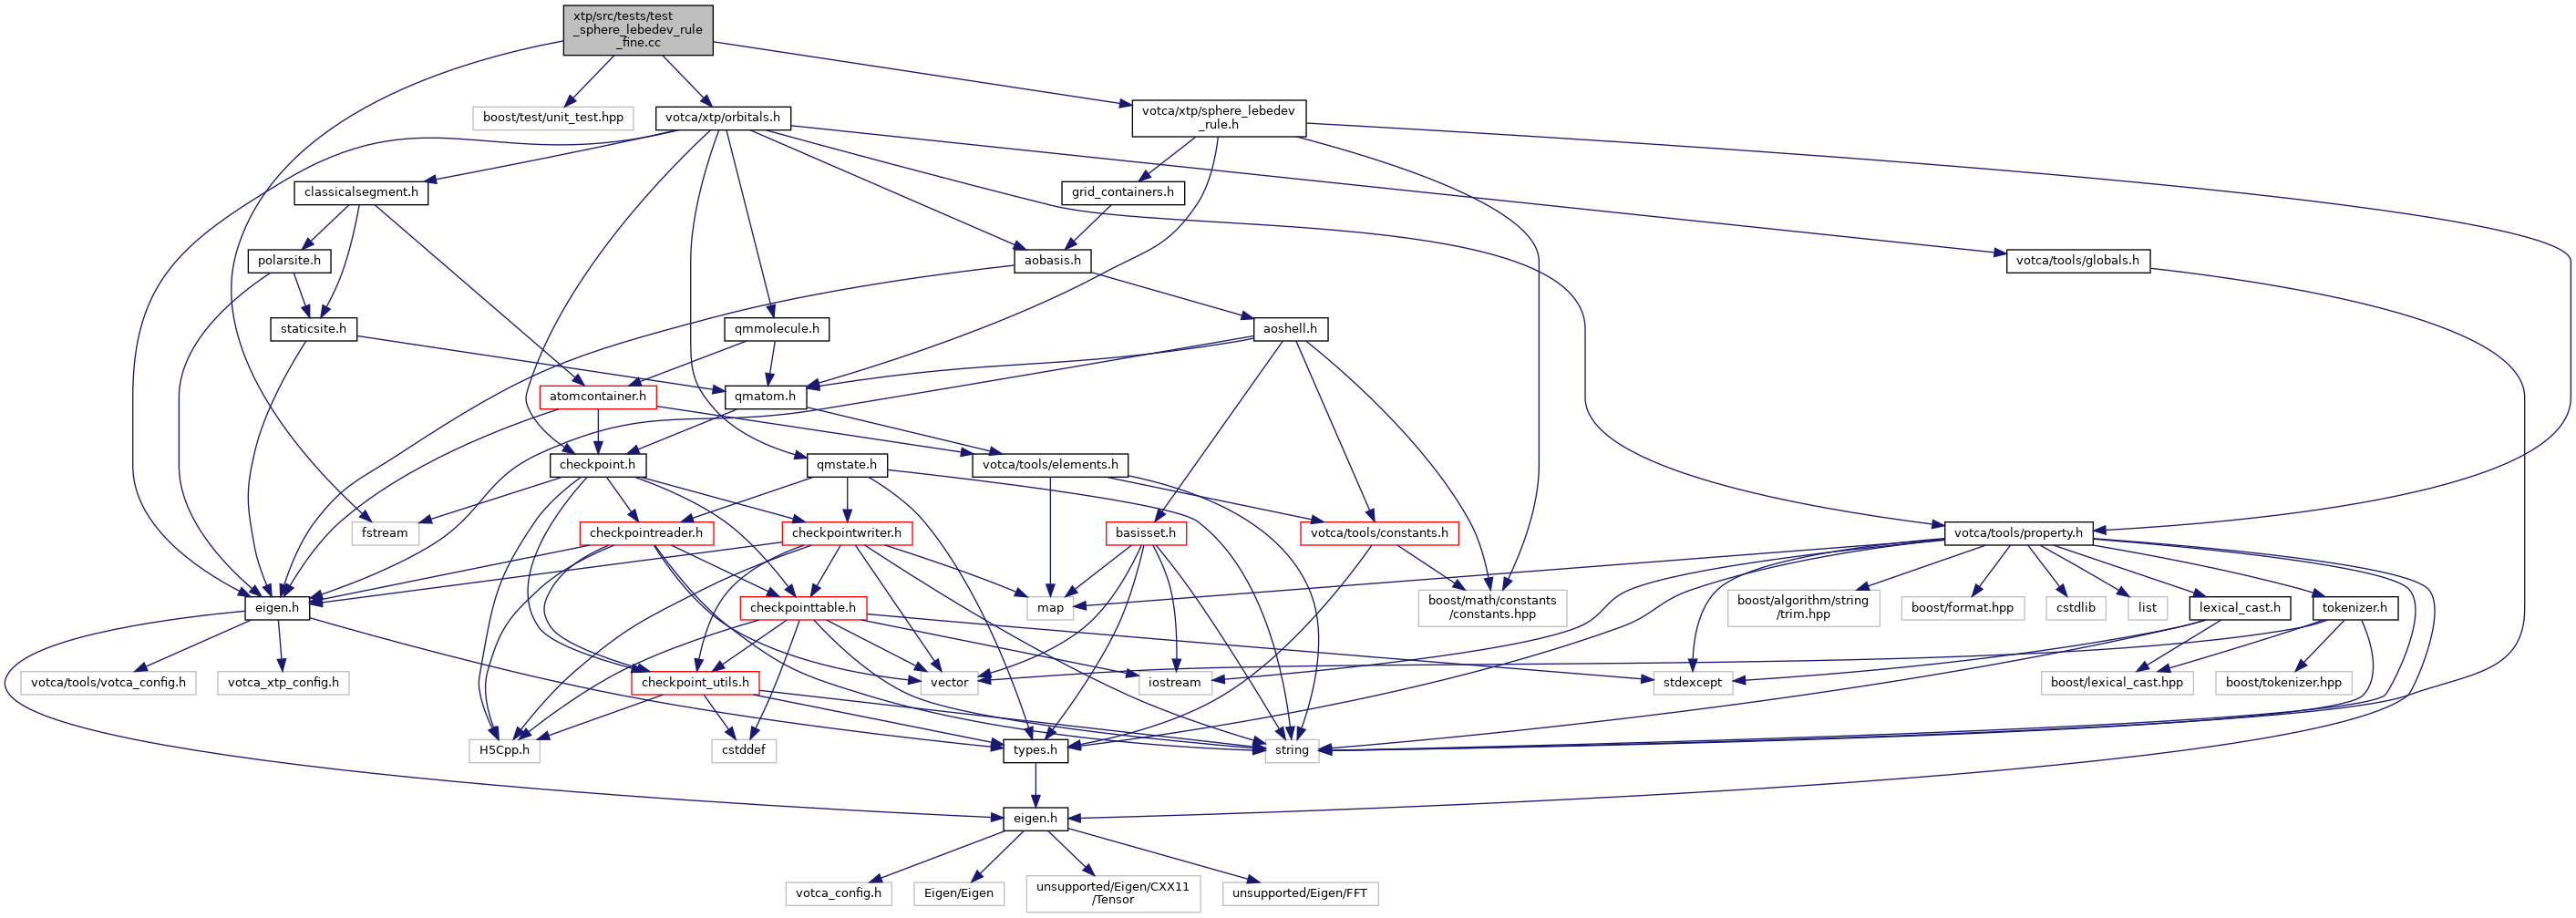 xtp/src/tests/test
_sphere_lebedev_rule
_fine.cc
boost/test/unit_test.hpp
votca/xtp/orbitals.h
votca/xtp/sphere_lebedev
_rule.h
classicalsegment.h
grid_containers.h
polarsite.h
aobasis.h
votca/tools/globals.h
staticsite.h
qmmolecule.h
aoshell.h
atomcontainer.h
qmatom.h
checkpoint.h
qmstate.h
votca/tools/elements.h
fstream
checkpointreader.h
checkpointwriter.h
basisset.h
votca/tools/constants.h
votca/tools/property.h
eigen.h
checkpointtable.h
map
boost/math/constants
/constants.hpp
boost/algorithm/string
/trim.hpp
boost/format.hpp
cstdlib
list
lexical_cast.h
tokenizer.h
votca/tools/votca_config.h
votca_xtp_config.h
checkpoint_utils.h
vector
iostream
stdexcept
boost/lexical_cast.hpp
boost/tokenizer.hpp
H5Cpp.h
cstddef
types.h
string
eigen.h
votca_config.h
Eigen/Eigen
unsupported/Eigen/CXX11
/Tensor
unsupported/Eigen/FFT